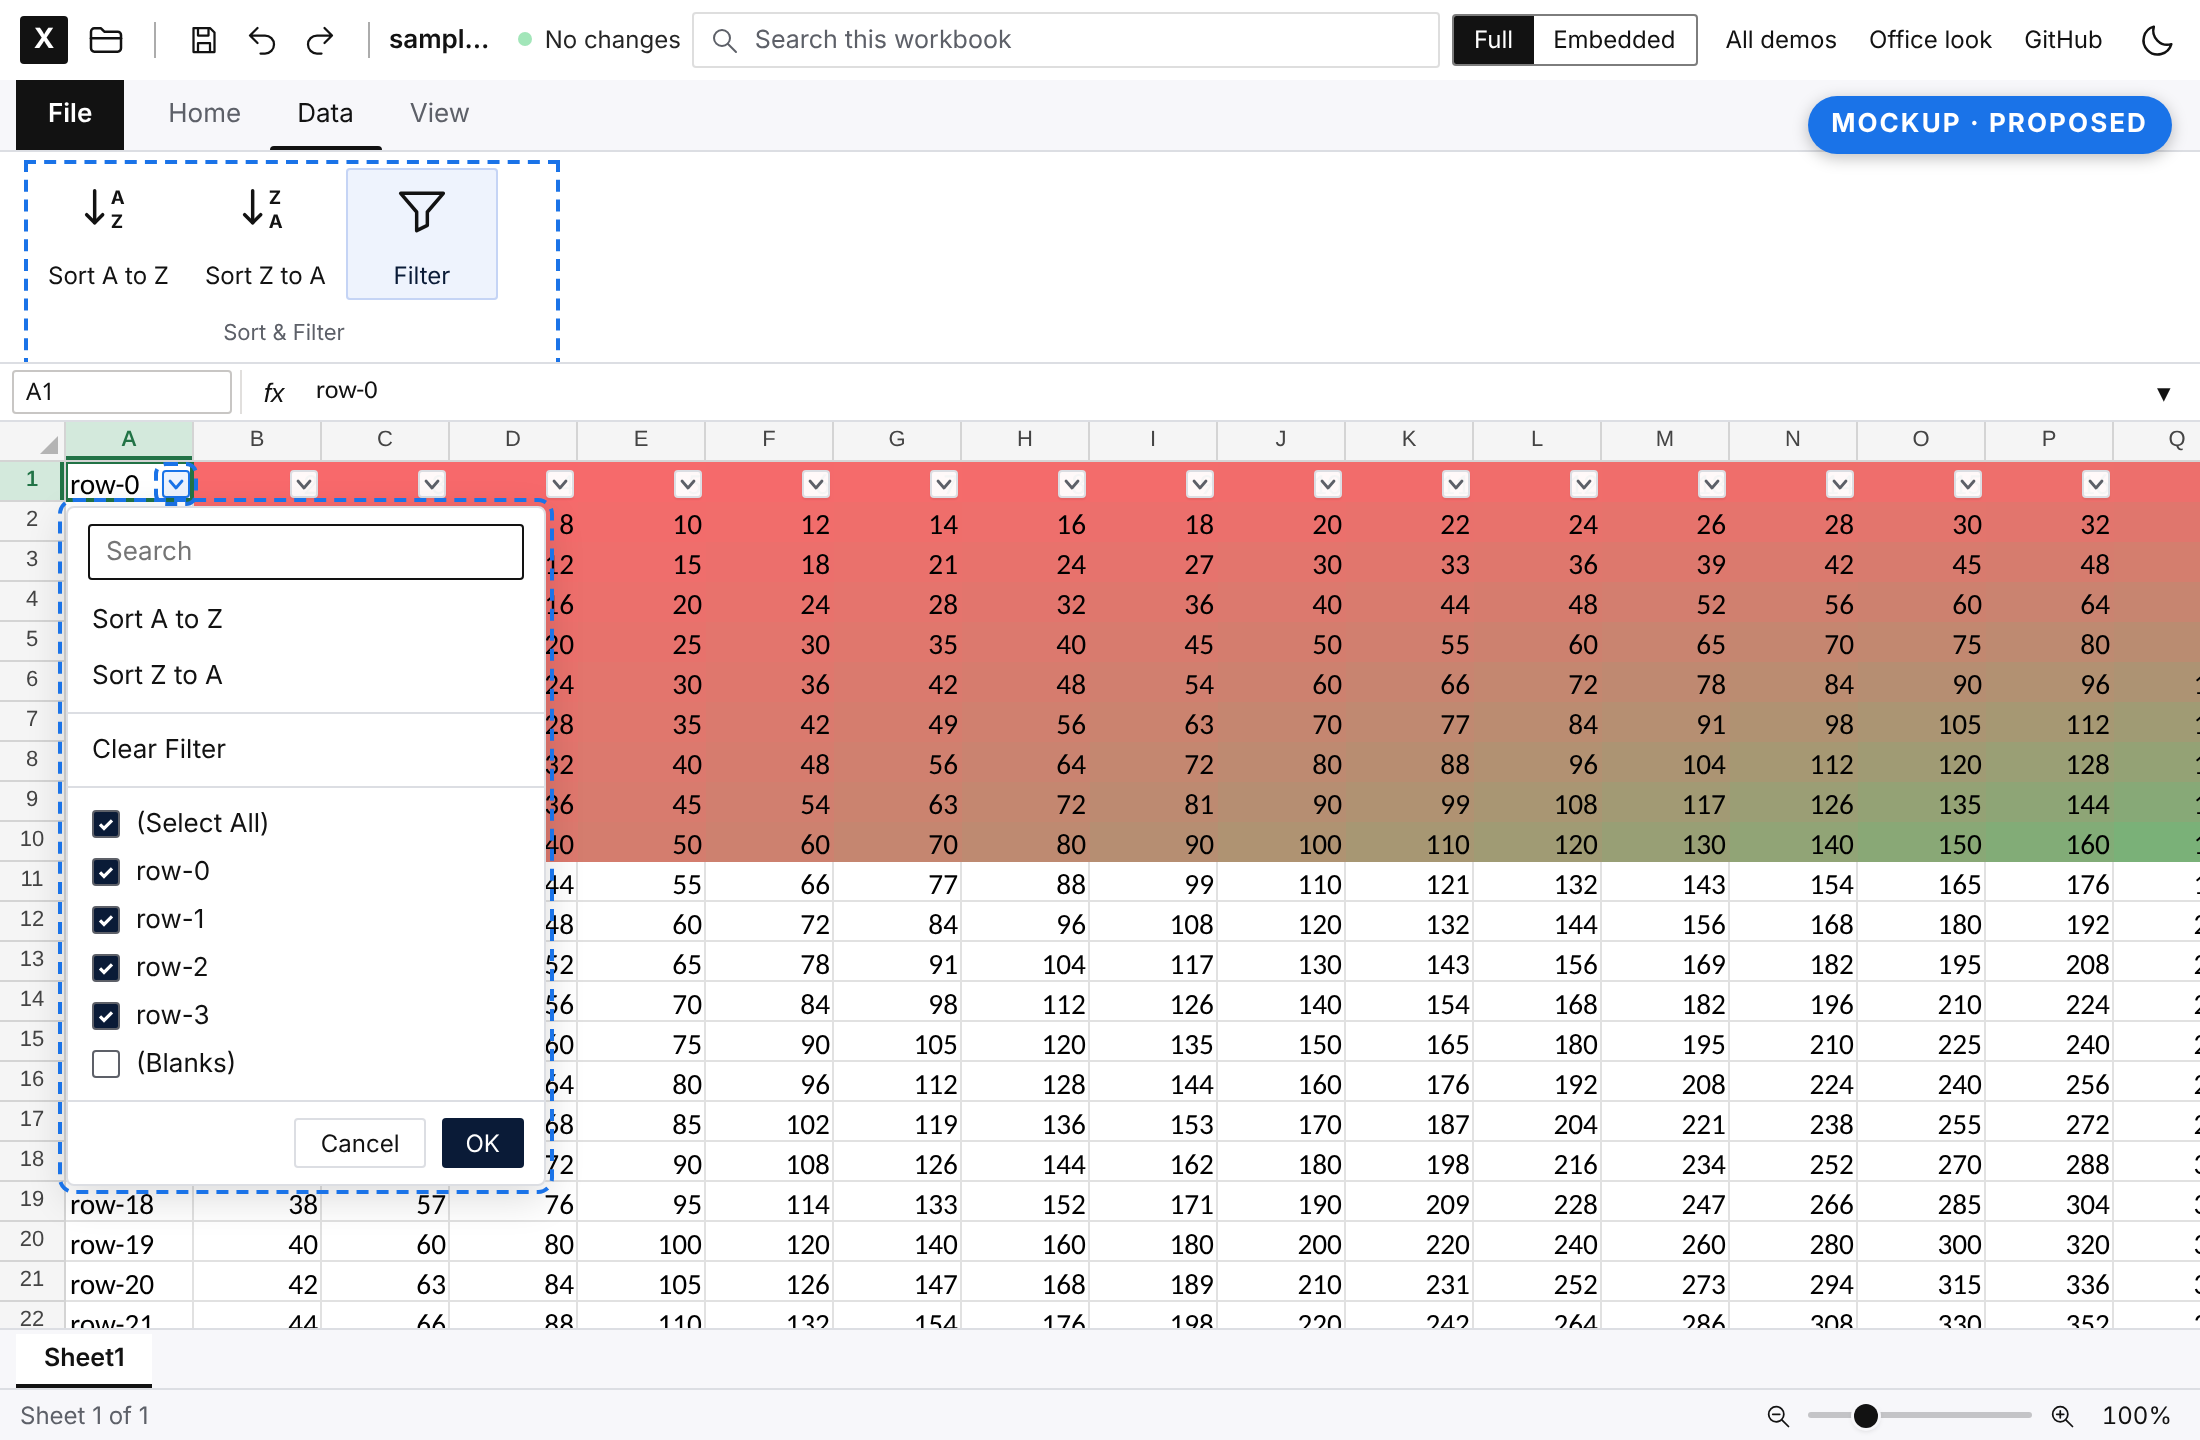 X sampl... No changes Search this workbook Full Embedded All demos Office look GitHub
File Home Data View MOCKUP · PROPOSED
A Z Z A
Sort A to Z Sort Z to A Filter
Sort & Filter
A1 fx row-0
A B C D E F G H I J K L M N O P Q
1 row-0
2 8 10 12 14 16 18 20 22 24 26 28 30 32
Search
3 12 15 18 21 24 27 30 33 36 39 42 45 48
4 16 20 24 28 32 36 40 44 48 52 56 60 64
Sort A to Z
5 20 25 30 35 40 45 50 55 60 65 70 75 80
Sort Z to A
6 24 30 36 42 48 54 60 66 72 78 84 90 96
7 28 35 42 49 56 63 70 77 84 91 98 105 112
Clear Filter
8 32 40 48 56 64 72 80 88 96 104 112 120 128
9 36 45 54 63 72 81 90 99 108 117 126 135 144
(Select All)
10 40 50 60 70 80 90 100 110 120 130 140 150 160
row-0
11 44 55 66 77 88 99 110 121 132 143 154 165 176
row-1
12 48 60 72 84 96 108 120 132 144 156 168 180 192
row-2
13 52 65 78 91 104 117 130 143 156 169 182 195 208
14 56 70 84 98 112 126 140 154 168 182 196 210 224
row-3
15 60 75 90 105 120 135 150 165 180 195 210 225 240
(Blanks)
16 64 80 96 112 128 144 160 176 192 208 224 240 256
17 68 85 102 119 136 153 170 187 204 221 238 255 272
Cancel OK
18 72 90 108 126 144 162 180 198 216 234 252 270 288
19 row-18 38 57 76 95 114 133 152 171 190 209 228 247 266 285 304
20 row-19 40 60 80 100 120 140 160 180 200 220 240 260 280 300 320
21 row-20 42 63 84 105 126 147 168 189 210 231 252 273 294 315 336
22 row-21 44 66 88 110 132 154 176 198 220 242 264 286 308 330 352
Sheet1
Sheet 1 of 1 100%